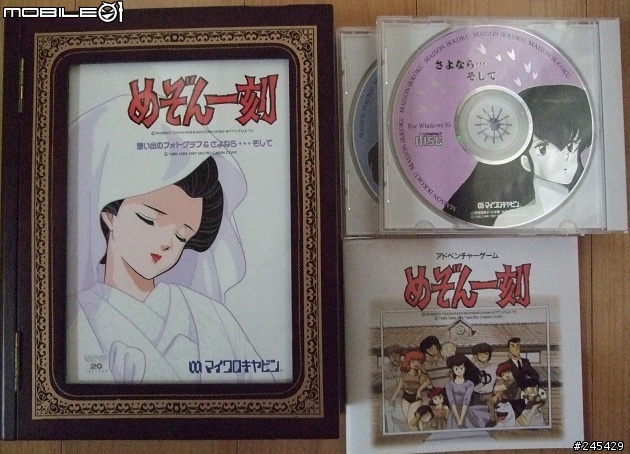 MOBILE01
めぞん一刻
想い出のフォトグラフ&さよなら・・・そして
マイクロキャビン
20
さよなら・・・
そして
MAISON IKKOKU MAISON IKKOKU MAISON IKKOKU
For Windows 95
COMPACT
DISC
マイクロキャビン
アドベンチャーゲーム
めぞん一刻
#245429